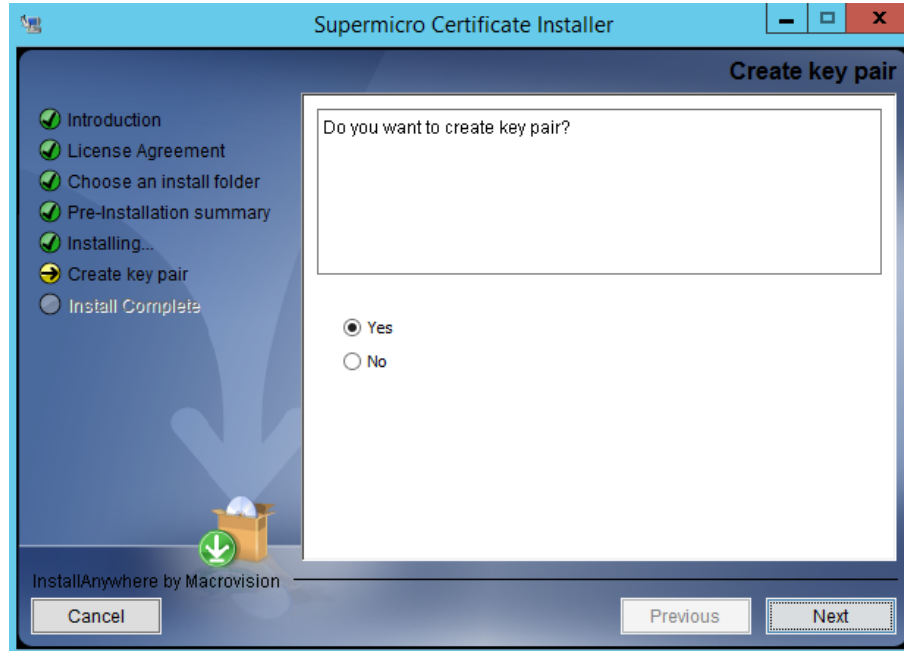 Supermicro Certificate Installer
Create key pair
Introduction
License Agreement
Choose an install folder
Pre-Installation summary
Installing...
Create key pair
Install Complete
Do you want to create key pair?
Yes
No
InstallAnywhere by Macrovision
Cancel
Previous
Next